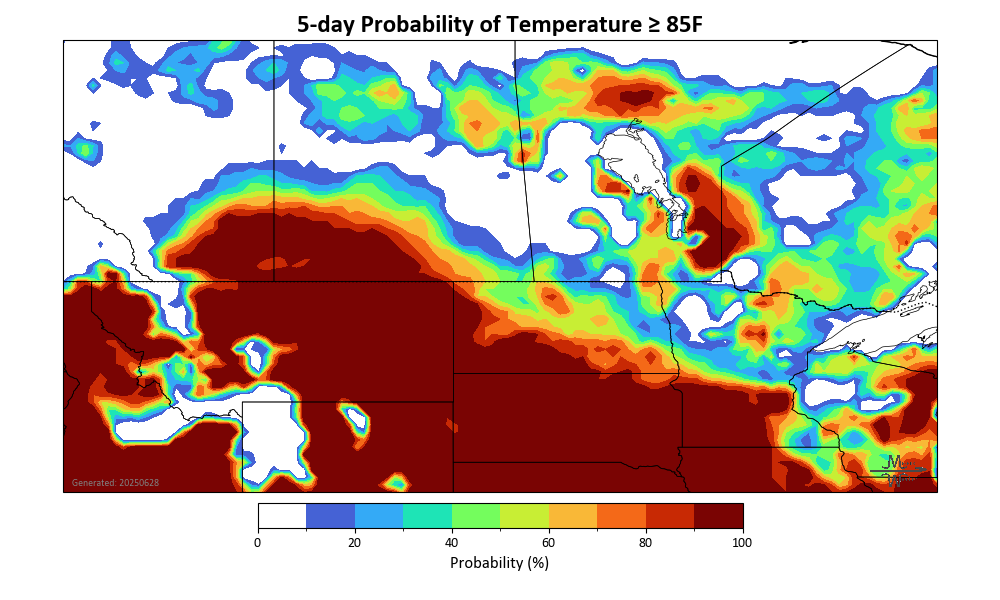 5-day Probability of Temperature ≥ 85F
Generated: 20250628
0 20 40 60 80 100
Probability (%)